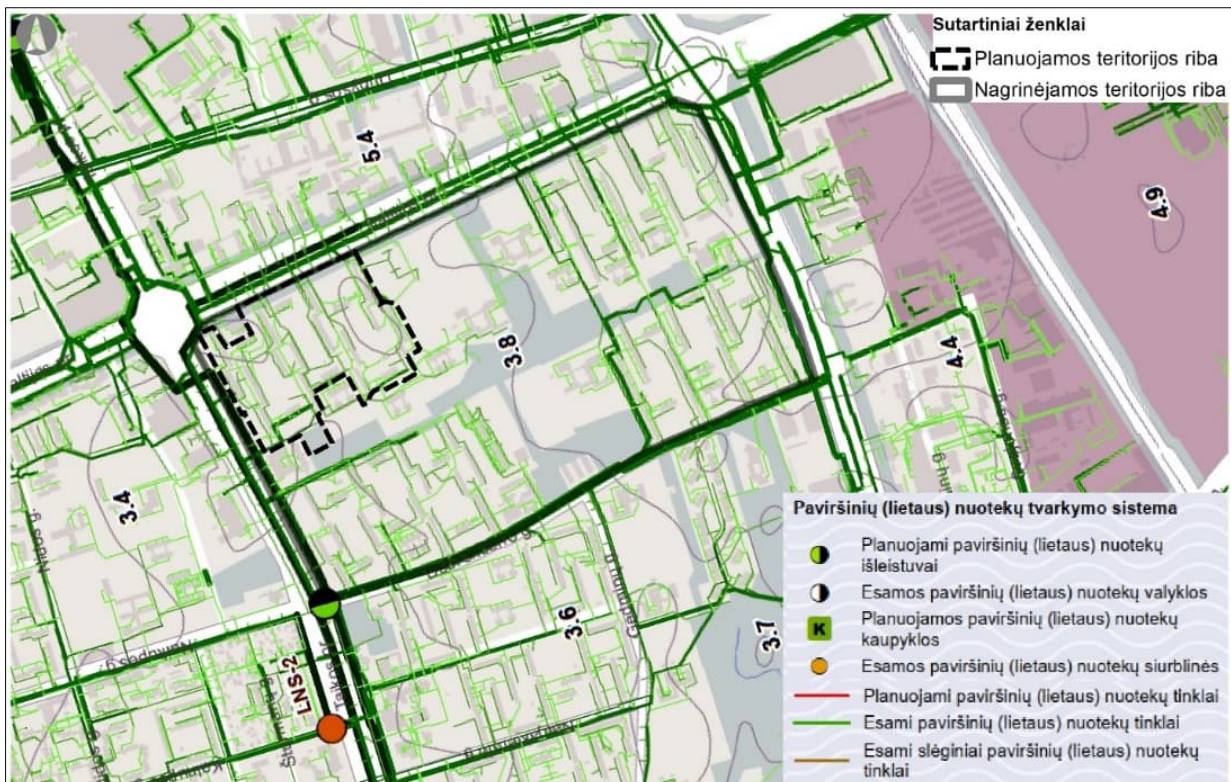 Sutartiniai ženklai
Planuojamos teritorijos riba
Nagrinėjamos teritorijos riba
5.4
4.9
3.8
4.4
3.4
3.6
3.7
LNS-2
Nidos g.
Taikos pr.
Paviršinių (lietaus) nuotekų tvarkymo sistema
Planuojami paviršinių (lietaus) nuotekų
išleistuvai
Esamos paviršinių (lietaus) nuotekų valyklos
K
Planuojamos paviršinių (lietaus) nuotekų
kaupyklos
Esamos paviršinių (lietaus) nuotekų siurblinės
Planuojami paviršinių (lietaus) nuotekų tinklai
Esami paviršinių (lietaus) nuotekų tinklai
Esami slėginiai paviršinių (lietaus) nuotekų
tinklai